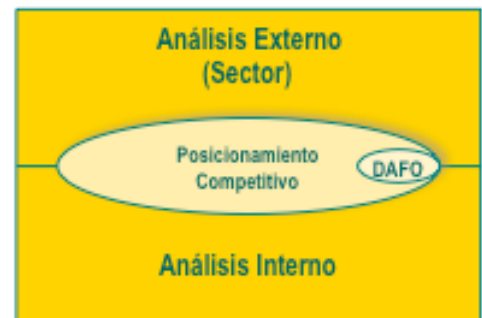 Análisis Externo
(Sector)
Posicionamiento
Competitivo
DAFO
Análisis Interno